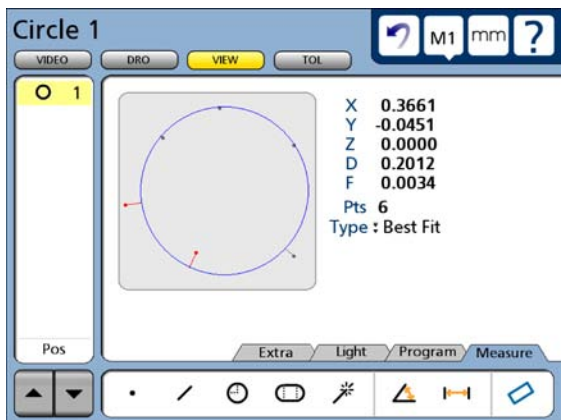 Circle 1
M1 mm ?
VIDEO DRO VIEW TOL
1
X 0.3661
Y -0.0451
Z 0.0000
D 0.2012
F 0.0034
Pts 6
Type : Best Fit
Pos
Extra Light Program Measure